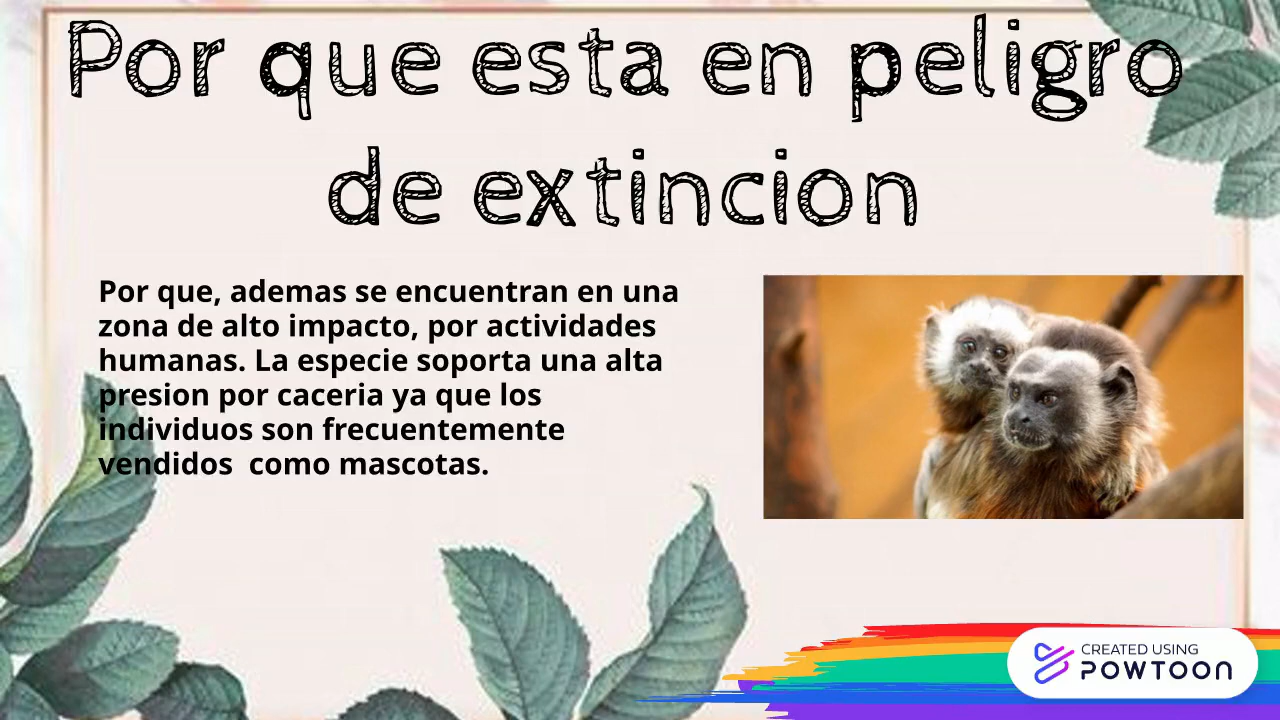 Por que esta en peligro
de extincion
Por que, ademas se encuentran en una
zona de alto impacto, por actividades
humanas. La especie soporta una alta
presion por caceria ya que los
individuos son frecuentemente
vendidos  como mascotas.
CREATED USING
POWTOON